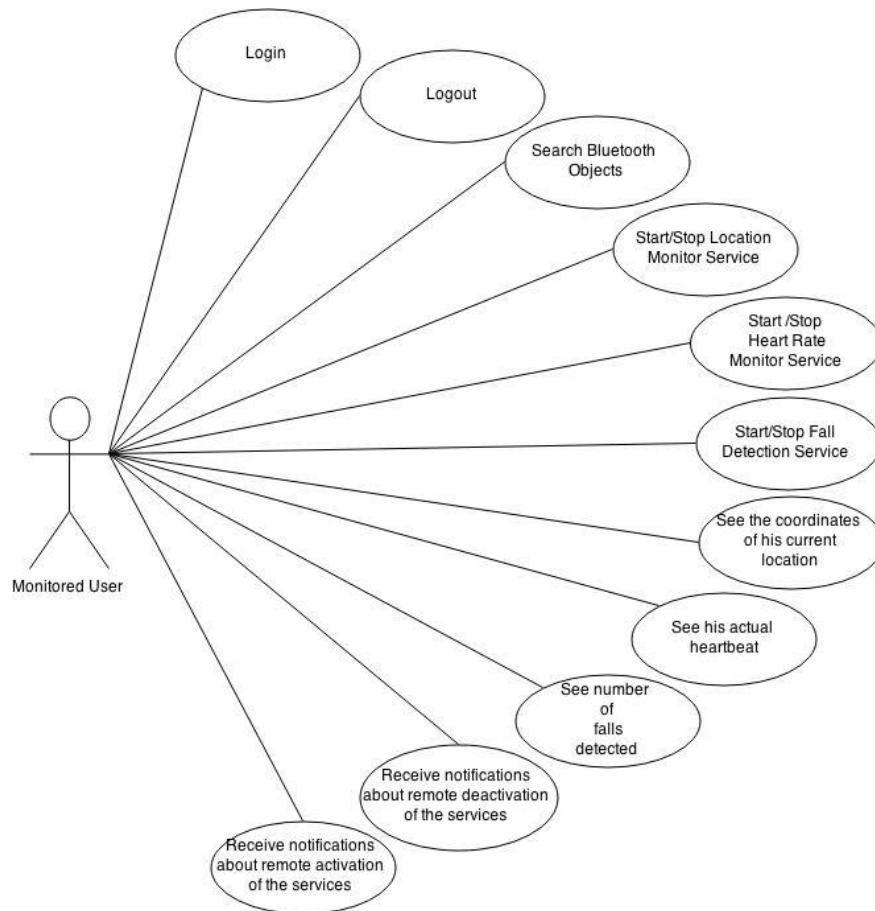 Login
Logout
Search Bluetooth
Objects
Start/Stop Location
Monitor Service
Start /Stop
Heart Rate
Monitor Service
Start/Stop Fall
Detection Service
See the coordinates
of his current
location
See his actual
heartbeat
See number
of
falls
detected
Receive notifications
about remote deactivation
of the services
Receive notifications
about remote activation
of the services
Monitored User